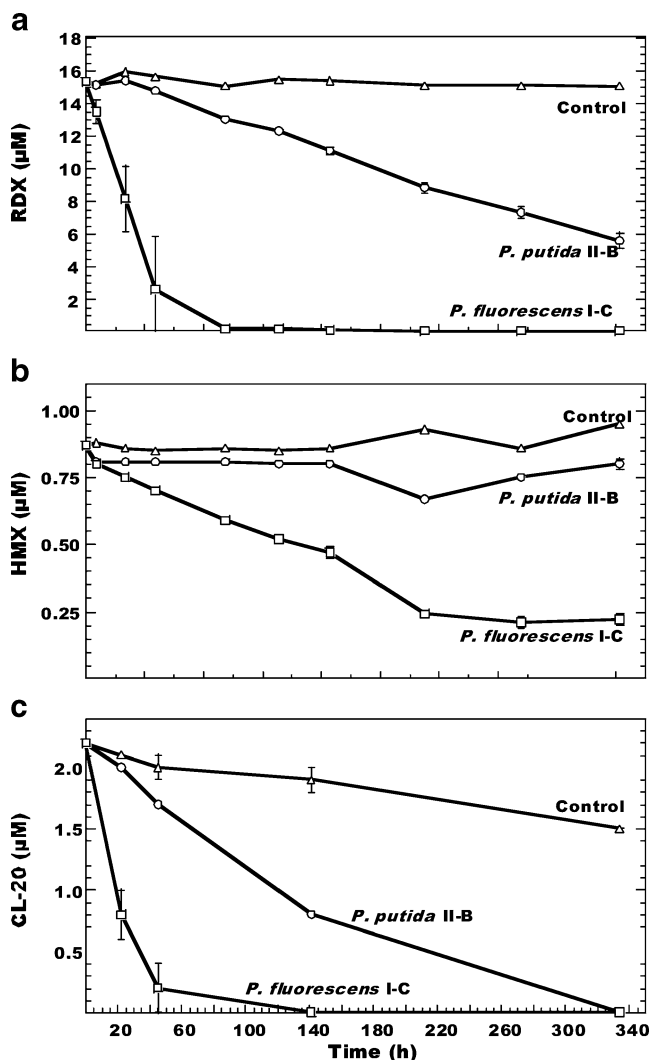 a
18
16
14
12
10
8
6
4
2
RDX (µM)
Control
P. putida II-B
P. fluorescens I-C
b
1.00
0.75
0.50
0.25
HMX (µM)
Control
P. putida II-B
P. fluorescens I-C
c
2.0
1.5
1.0
0.5
CL-20 (µM)
Control
P. putida II-B
P. fluorescens I-C
20 60 100 140 180 220 260 300 340
Time (h)